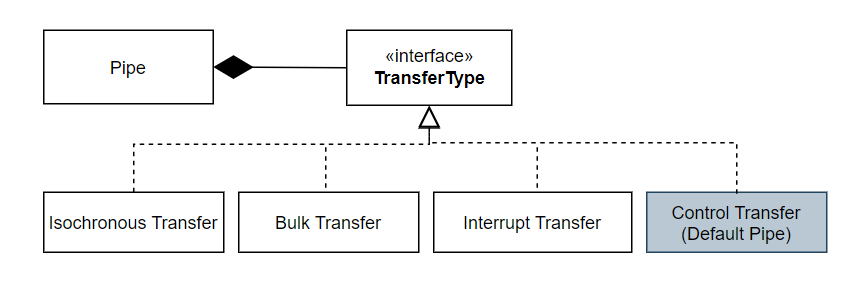 Pipe
«interface»
TransferType
Isochronous Transfer
Bulk Transfer
Interrupt Transfer
Control Transfer
(Default Pipe)